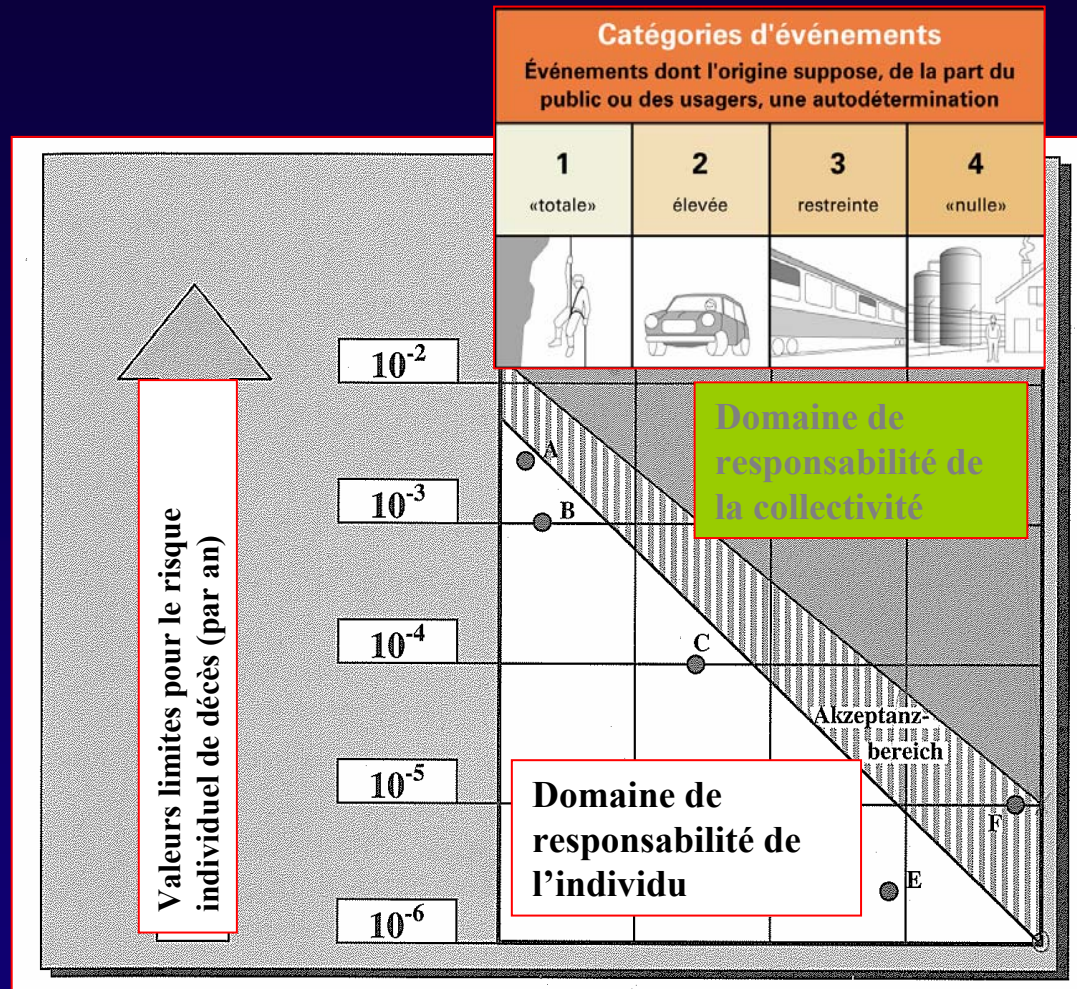 Catégories d'événements
Événements dont l'origine suppose, de la part du
public ou des usagers, une autodétermination
1 2 3 4
«totale» élevée restreinte «nulle»
Valeurs limites pour le risque
individuel de décès (par an)
10⁻²
10⁻³
10⁻⁴
10⁻⁵
10⁻⁶
Domaine de
responsabilité de
la collectivité
A
B
C
Akzeptanz-
bereich
Domaine de
responsabilité de
l’individu
F
E